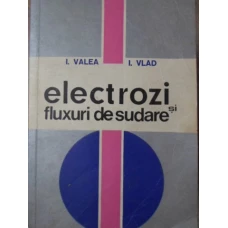 I. VALEA I. VLAD
electrozi
și
fluxuri de sudare